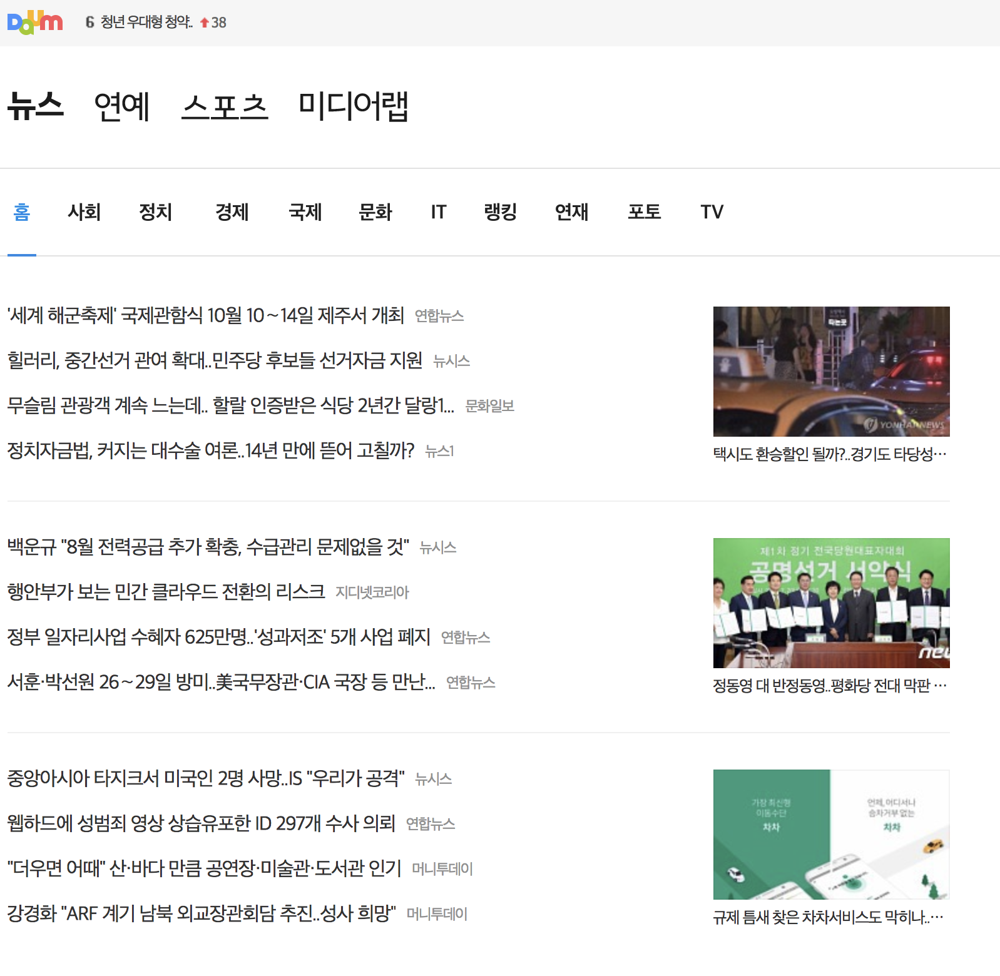 Daum 6 청년 우대형 청약.. 38
뉴스 연예 스포츠 미디어랩
홈 사회 정치 경제 국제 문화 IT 랭킹 연재 포토 TV
'세계 해군축제' 국제관함식 10월 10~14일 제주서 개최 연합뉴스
힐러리, 중간선거 관여 확대..민주당 후보들 선거자금 지원 뉴시스
무슬림 관광객 계속 느는데.. 할랄 인증받은 식당 2년간 달랑1... 문화일보
정치자금법, 커지는 대수술 여론..14년 만에 뜯어 고칠까? 뉴스1
타는곳
YONHAPNEWS
택시도 환승할인 될까?..경기도 타당성…
백운규 "8월 전력공급 추가 확충, 수급관리 문제없을 것" 뉴시스
행안부가 보는 민간 클라우드 전환의 리스크 지디넷코리아
정부 일자리사업 수혜자 625만명..'성과저조' 5개 사업 폐지 연합뉴스
서훈·박선원 26~29일 방미..美국무장관·CIA 국장 등 만난... 연합뉴스
제1차 정기 전국당원대표자대회
공명선거 서약식
new
정동영 대 반정동영..평화당 전대 막판 …
중앙아시아 타지크서 미국인 2명 사망..IS "우리가 공격" 뉴시스
웹하드에 성범죄 영상 상습유포한 ID 297개 수사 의뢰 연합뉴스
"더우면 어때" 산·바다 만큼 공연장·미술관·도서관 인기 머니투데이
강경화 "ARF 계기 남북 외교장관회담 추진..성사 희망" 머니투데이
가장 최신형
이동수단
차차
언제, 어디서나
승차거부 없는
차차
규제 틈새 찾은 차차서비스도 막히나..…